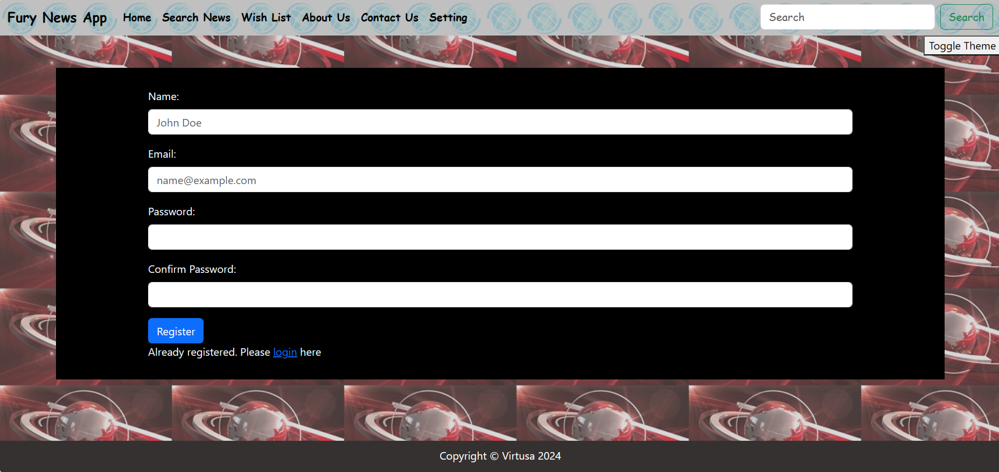 Fury News App Home Search News Wish List About Us Contact Us Setting Search Search
Toggle Theme
Name:
John Doe
Email:
name@example.com
Password:
Confirm Password:
Register
Already registered. Please login here
Copyright © Virtusa 2024